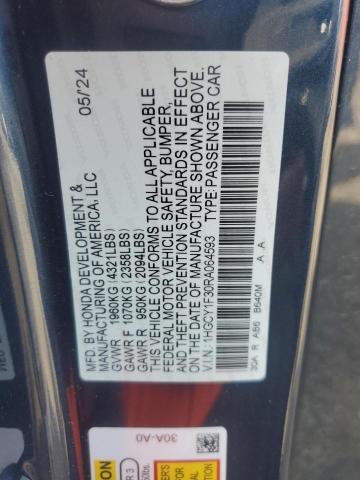 MFD. BY HONDA DEVELOPMENT & 05/'24
MANUFACTURING OF AMERICA, LLC
GVWR 1960KG (4321LBS)
GAWR F 1070KG (2358LBS)
GAWR R 950KG (2094LBS)
THIS VEHICLE CONFORMS TO ALL APPLICABLE
FEDERAL MOTOR VEHICLE SAFETY, BUMPER,
AND THEFT PREVENTION STANDARDS IN EFFECT
ON THE DATE OF MANUFACTURE SHOWN ABOVE.
V.I.N.: 1HGCY1F30RA064593 TYPE: PASSENGER CAR
30A R AB6 B640M A A
30A-A0